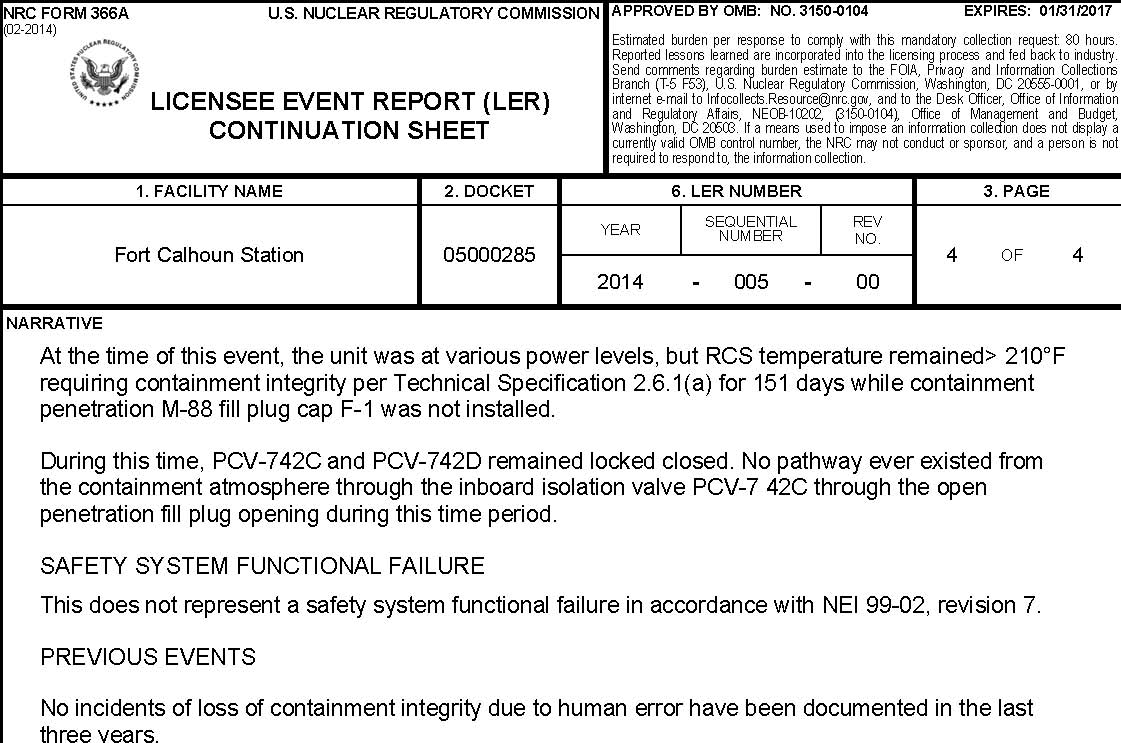 NRC FORM 366A
(02-2014)
U.S. NUCLEAR REGULATORY COMMISSION
UNITED STATES NUCLEAR REGULATORY COMMISSION
LICENSEE EVENT REPORT (LER)
CONTINUATION SHEET
APPROVED BY OMB: NO. 3150-0104 EXPIRES: 01/31/2017
Estimated burden per response to comply with this mandatory collection request: 80 hours.
Reported lessons learned are incorporated into the licensing process and fed back to industry.
Send comments regarding burden estimate to the FOIA, Privacy and Information Collections
Branch (T-5 F53), U.S. Nuclear Regulatory Commission, Washington, DC 20555-0001, or by
internet e-mail to Infocollects.Resource@nrc.gov, and to the Desk Officer, Office of Information
and Regulatory Affairs, NEOB-10202, (3150-0104), Office of Management and Budget,
Washington, DC 20503. If a means used to impose an information collection does not display a
currently valid OMB control number, the NRC may not conduct or sponsor, and a person is not
required to respond to, the information collection.
1. FACILITY NAME
2. DOCKET
6. LER NUMBER
3. PAGE
Fort Calhoun Station
05000285
YEAR
SEQUENTIAL
NUMBER
REV
NO.
2014 - 005 - 00
4 OF 4
NARRATIVE
At the time of this event, the unit was at various power levels, but RCS temperature remained> 210°F
requiring containment integrity per Technical Specification 2.6.1(a) for 151 days while containment
penetration M-88 fill plug cap F-1 was not installed.
During this time, PCV-742C and PCV-742D remained locked closed. No pathway ever existed from
the containment atmosphere through the inboard isolation valve PCV-7 42C through the open
penetration fill plug opening during this time period.
SAFETY SYSTEM FUNCTIONAL FAILURE
This does not represent a safety system functional failure in accordance with NEI 99-02, revision 7.
PREVIOUS EVENTS
No incidents of loss of containment integrity due to human error have been documented in the last
three years.